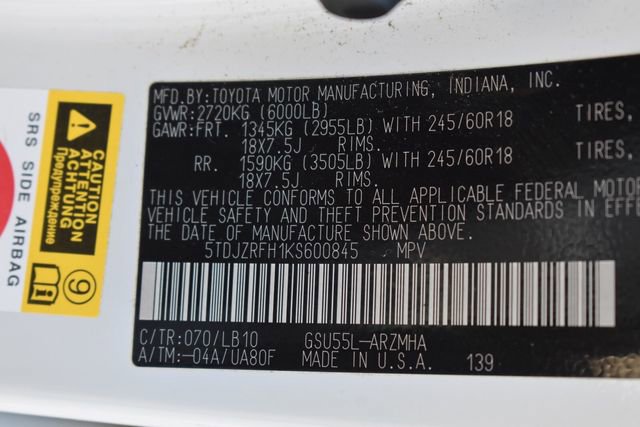 MFD.BY:TOYOTA MOTOR MANUFACTURING, INDIANA, INC.
GVWR:2720KG (6000LB)
GAWR:FRT. 1345KG (2955LB) WITH 245/60R18 TIRES,
18X7.5J RIMS.
RR. 1590KG (3505LB) WITH 245/60R18 TIRES,
18X7.5J RIMS.
THIS VEHICLE CONFORMS TO ALL APPLICABLE FEDERAL MOTO
VEHICLE SAFETY AND THEFT PREVENTION STANDARDS IN EFFE
THE DATE OF MANUFACTURE SHOWN ABOVE.
5TDJZRFH1KS600845 MPV
C/TR:070/LB10 GSU55L-ARZMHA
A/TM:-04A/UA80F MADE IN U.S.A. 139
SRS SIDE AIRBAG
CAUTION
ATTENTION
ACHTUNG
Предупреждение
9